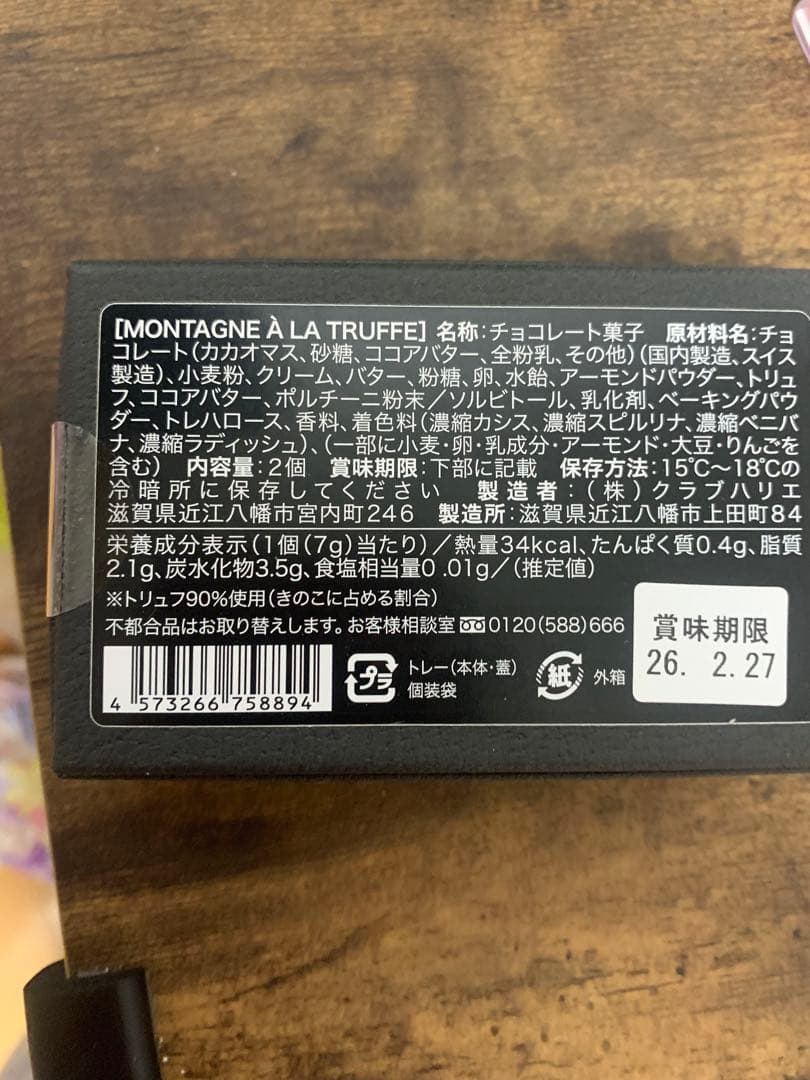 [MONTAGNE À LA TRUFFE] 名称：チョコレート菓子　原材料名：チョ
コレート（カカオマス、砂糖、ココアバター、全粉乳、その他）（国内製造、スイス
製造）、小麦粉、クリーム、バター、粉糖、卵、水飴、アーモンドパウダー、トリュ
フ、ココアバター、ポルチーニ粉末／ソルビトール、乳化剤、ベーキングパウ
ダー、トレハロース、香料、着色料（濃縮カシス、濃縮スピルリナ、濃縮ベニバ
ナ、濃縮ラディッシュ）、（一部に小麦・卵・乳成分・アーモンド・大豆・りんごを
含む）　内容量：2個　賞味期限：下部に記載　保存方法：15℃〜18℃の
冷暗所に保存してください　製造者：（株）クラブハリエ
滋賀県近江八幡市宮内町246　製造所：滋賀県近江八幡市上田町84
栄養成分表示（1個（7g）当たり）／熱量34kcal、たんぱく質0.4g、脂質
2.1g、炭水化物3.5g、食塩相当量0.01g／（推定値）
※トリュフ90％使用（きのこに占める割合）
不都合品はお取り替えします。お客様相談室 0120(588)666
賞味期限
26. 2.27
4 573266 758894
プラ
トレー（本体・蓋）
個装袋
紙
外箱